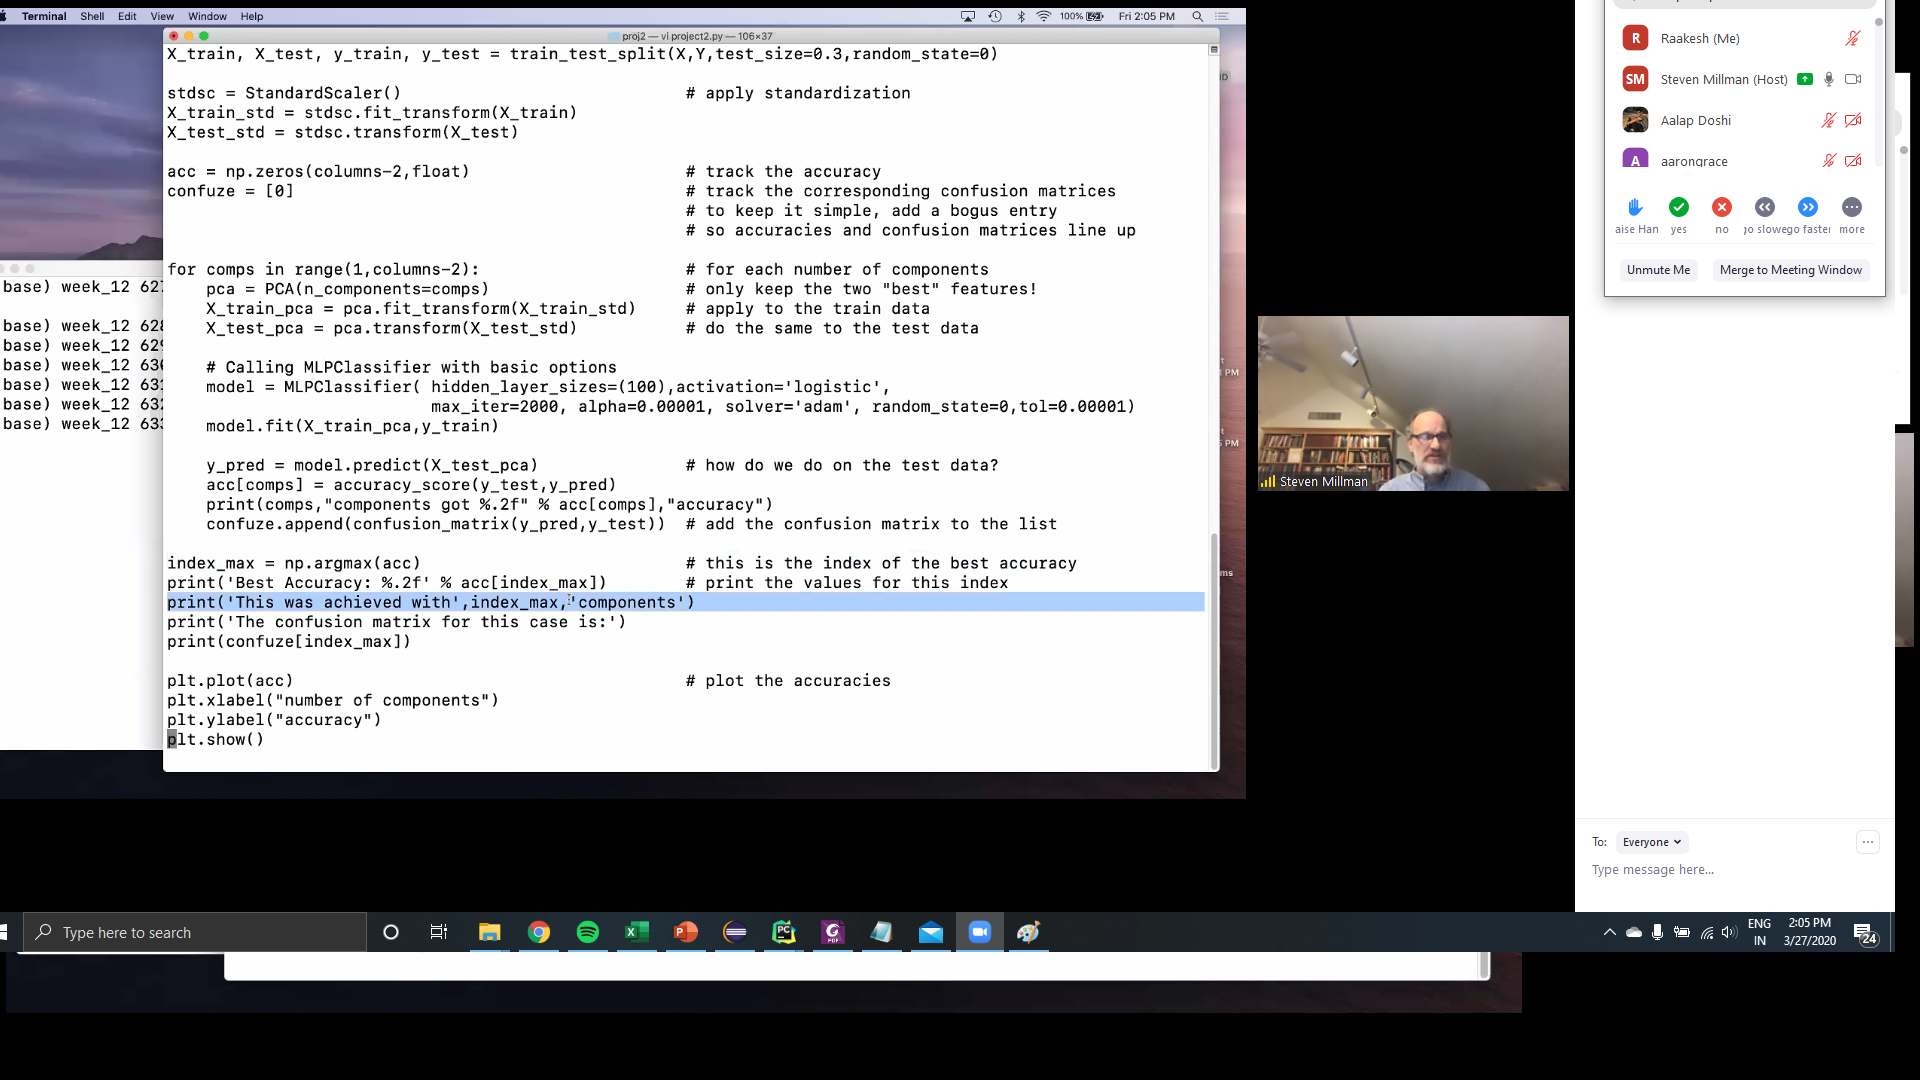 Terminal Shell Edit View Window Help
100% Fri 2:05 PM
proj2 — vi project2.py — 106×37
X_train, X_test, y_train, y_test = train_test_split(X,Y,test_size=0.3,random_state=0)
stdsc = StandardScaler() # apply standardization
X_train_std = stdsc.fit_transform(X_train)
X_test_std = stdsc.transform(X_test)
acc = np.zeros(columns-2,float) # track the accuracy
confuze = [0] # track the corresponding confusion matrices
# to keep it simple, add a bogus entry
# so accuracies and confusion matrices line up
for comps in range(1,columns-2): # for each number of components
pca = PCA(n_components=comps) # only keep the two "best" features!
X_train_pca = pca.fit_transform(X_train_std) # apply to the train data
X_test_pca = pca.transform(X_test_std) # do the same to the test data
# Calling MLPClassifier with basic options
model = MLPClassifier( hidden_layer_sizes=(100),activation='logistic',
max_iter=2000, alpha=0.00001, solver='adam', random_state=0,tol=0.00001)
model.fit(X_train_pca,y_train)
y_pred = model.predict(X_test_pca) # how do we do on the test data?
acc[comps] = accuracy_score(y_test,y_pred)
print(comps,"components got %.2f" % acc[comps],"accuracy")
confuze.append(confusion_matrix(y_pred,y_test)) # add the confusion matrix to the list
index_max = np.argmax(acc) # this is the index of the best accuracy
print('Best Accuracy: %.2f' % acc[index_max]) # print the values for this index
print('This was achieved with',index_max,'components')
print('The confusion matrix for this case is:')
print(confuze[index_max])
plt.plot(acc) # plot the accuracies
plt.xlabel("number of components")
plt.ylabel("accuracy")
plt.show()
base) week_12 627
base) week_12 628
base) week_12 629
base) week_12 630
base) week_12 631
base) week_12 632
base) week_12 633
Steven Millman
R Raakesh (Me)
SM Steven Millman (Host)
Aalap Doshi
A aarongrace
aise Han yes no go slowe go faster more
Unmute Me Merge to Meeting Window
To: Everyone
Type message here...
Type here to search
ENG
IN
2:05 PM
3/27/2020
24